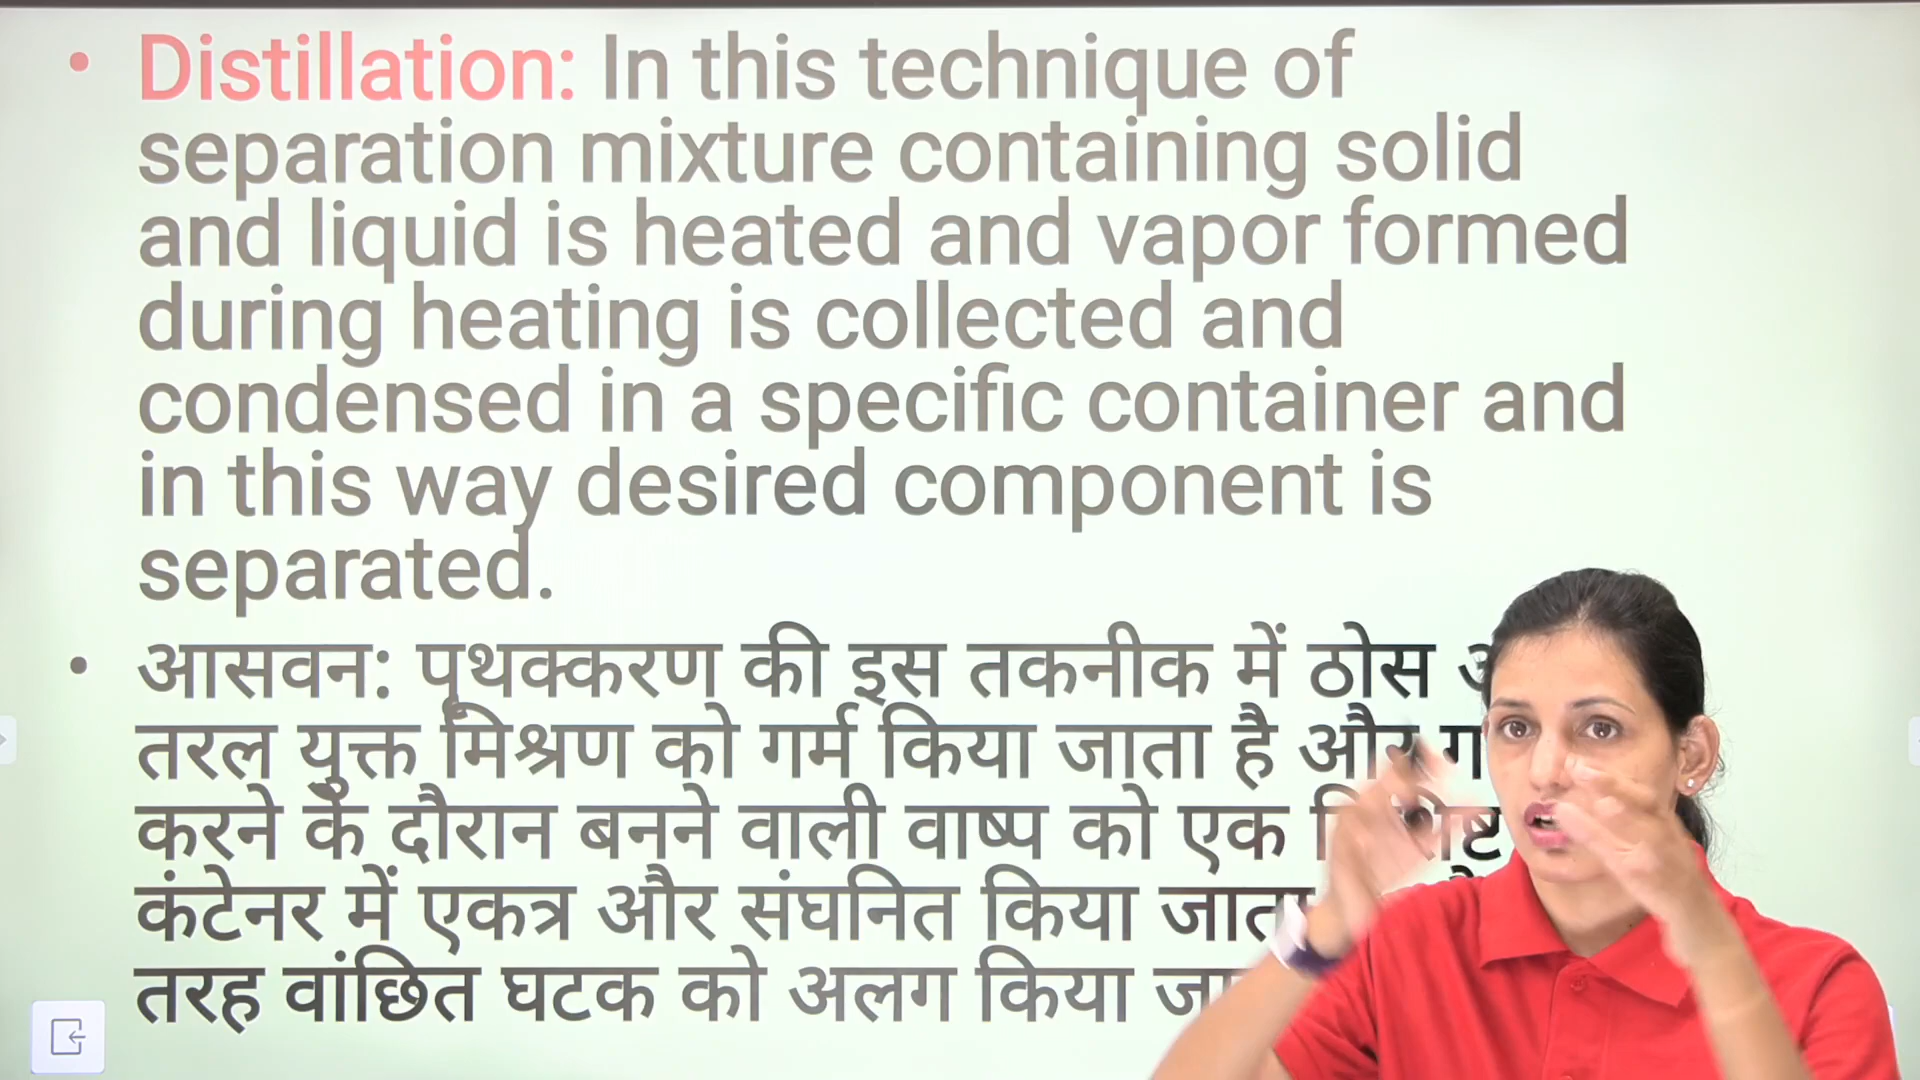 • Distillation: In this technique of
separation mixture containing solid
and liquid is heated and vapor formed
during heating is collected and
condensed in a specific container and
in this way desired component is
separated.
• आसवन: पृथक्करण की इस तकनीक में ठोस
तरल युक्त मिश्रण को गर्म किया जाता है और
करने के दौरान बनने वाली वाष्प को एक
कंटेनर में एकत्र और संघनित किया
तरह वांछित घटक को अलग किया